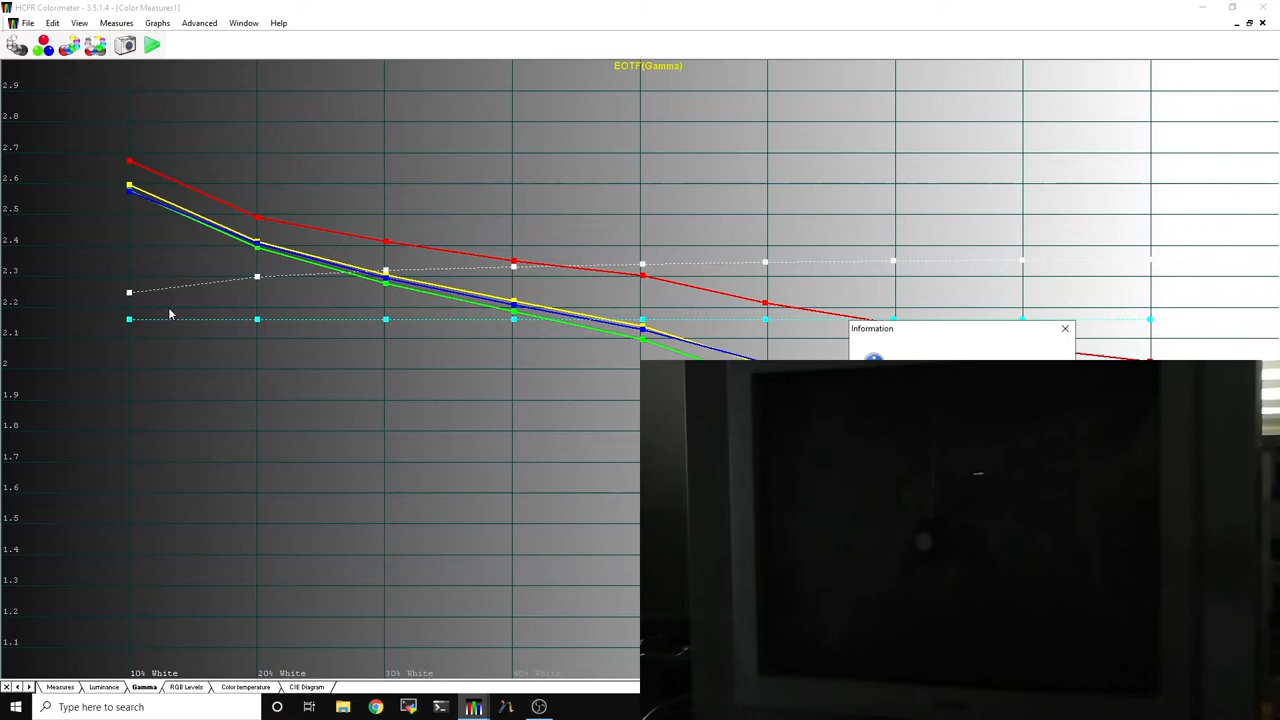 HCFR Colorimeter - 3.5.1.4 - [Color Measures1]
File Edit View Measures Graphs Advanced Window Help
EOTF(Gamma)
2.9
2.8
2.7
2.6
2.5
2.4
2.3
2.2
2.1
2
1.9
1.8
1.7
1.6
1.5
1.4
1.3
1.2
1.1
Information
10% White 20% White 30% White 40% White
Measures Luminance Gamma RGB Levels Color temperature CIE Diagram
Type here to search